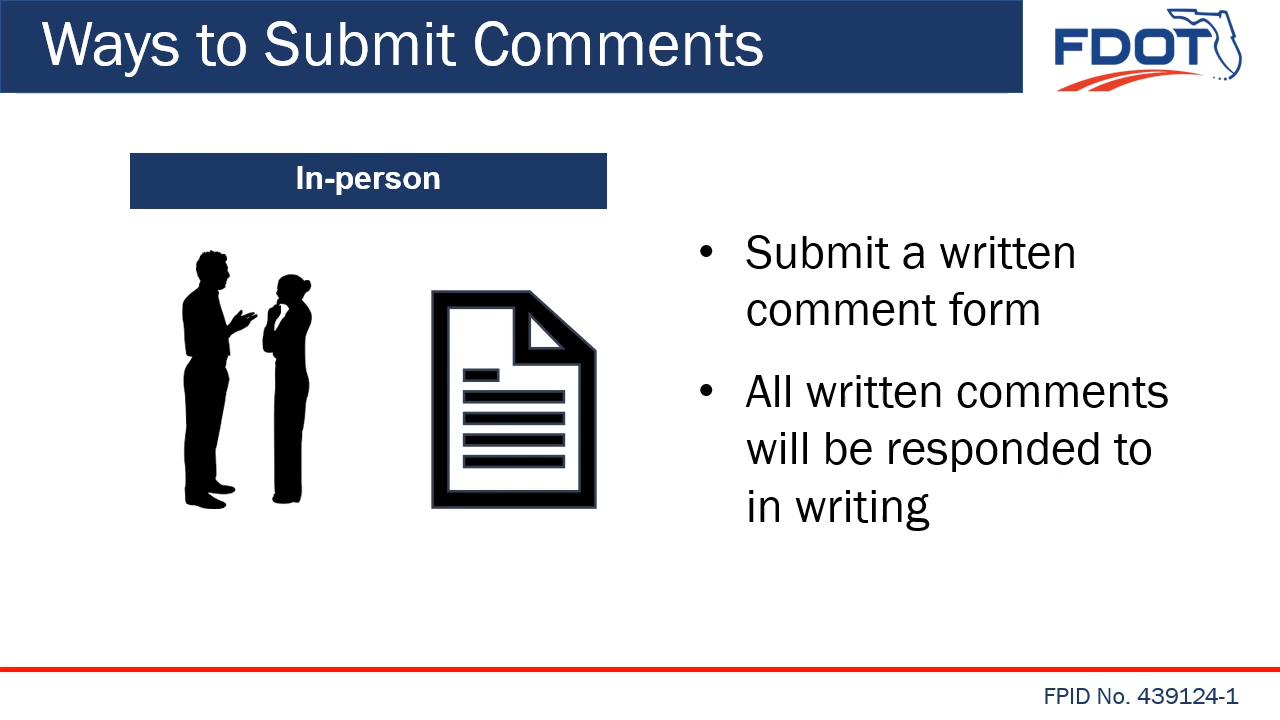 Ways to Submit Comments
FDOT
In-person
• Submit a written
comment form
• All written comments
will be responded to
in writing
FPID No. 439124-1